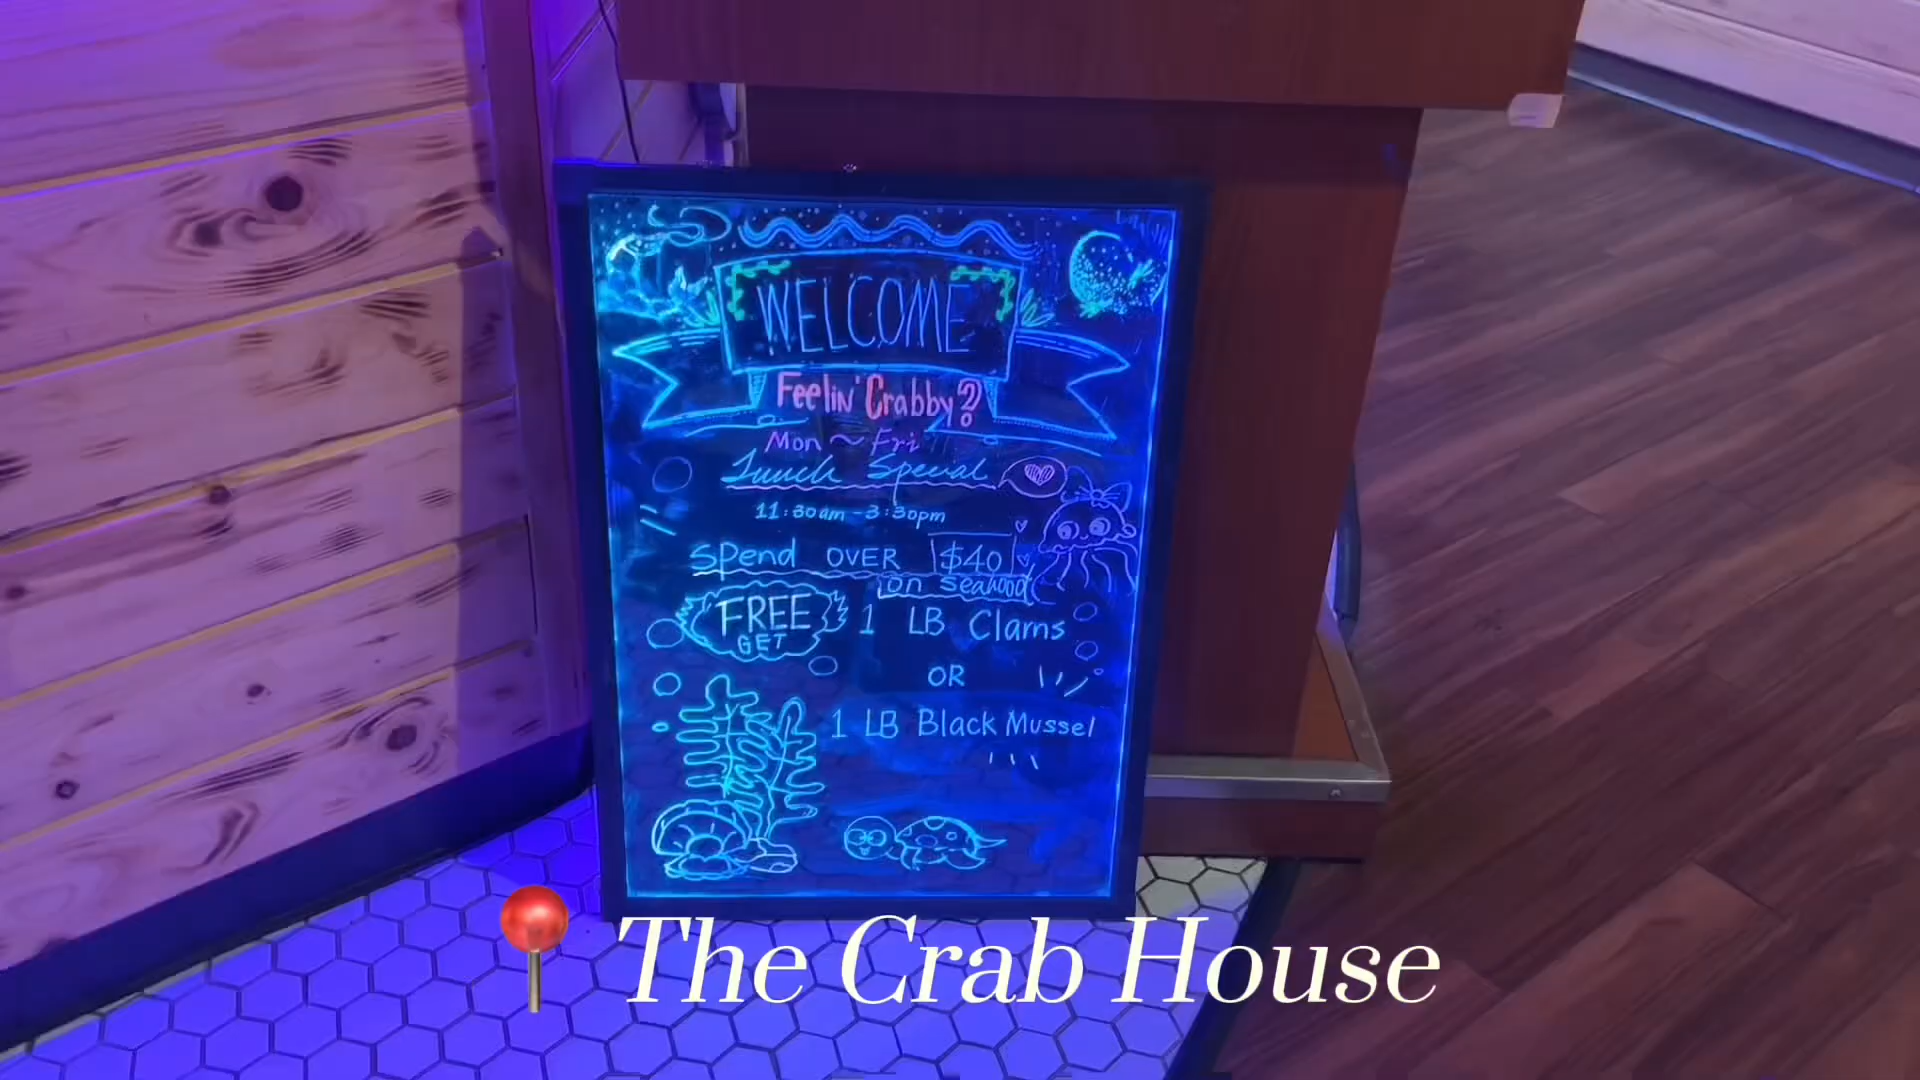 WELCOME
Feelin' Crabby?
Mon ~ Fri
Lunch Special
11:30am - 3:30pm
Spend OVER $40
on seafood
FREE
GET
1 LB Clams
OR
1 LB Black Mussel
📍 The Crab House